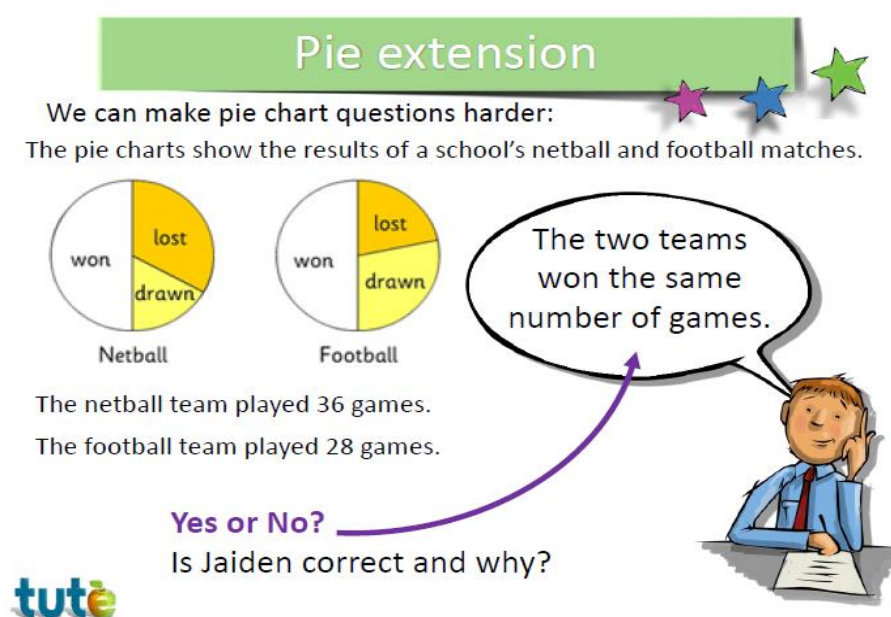 Pie extension
We can make pie chart questions harder:
The pie charts show the results of a school's netball and football matches.
won
lost
drawn
Netball
won
lost
drawn
Football
The two teams
won the same
number of games.
The netball team played 36 games.
The football team played 28 games.
Yes or No?
Is Jaiden correct and why?
tute